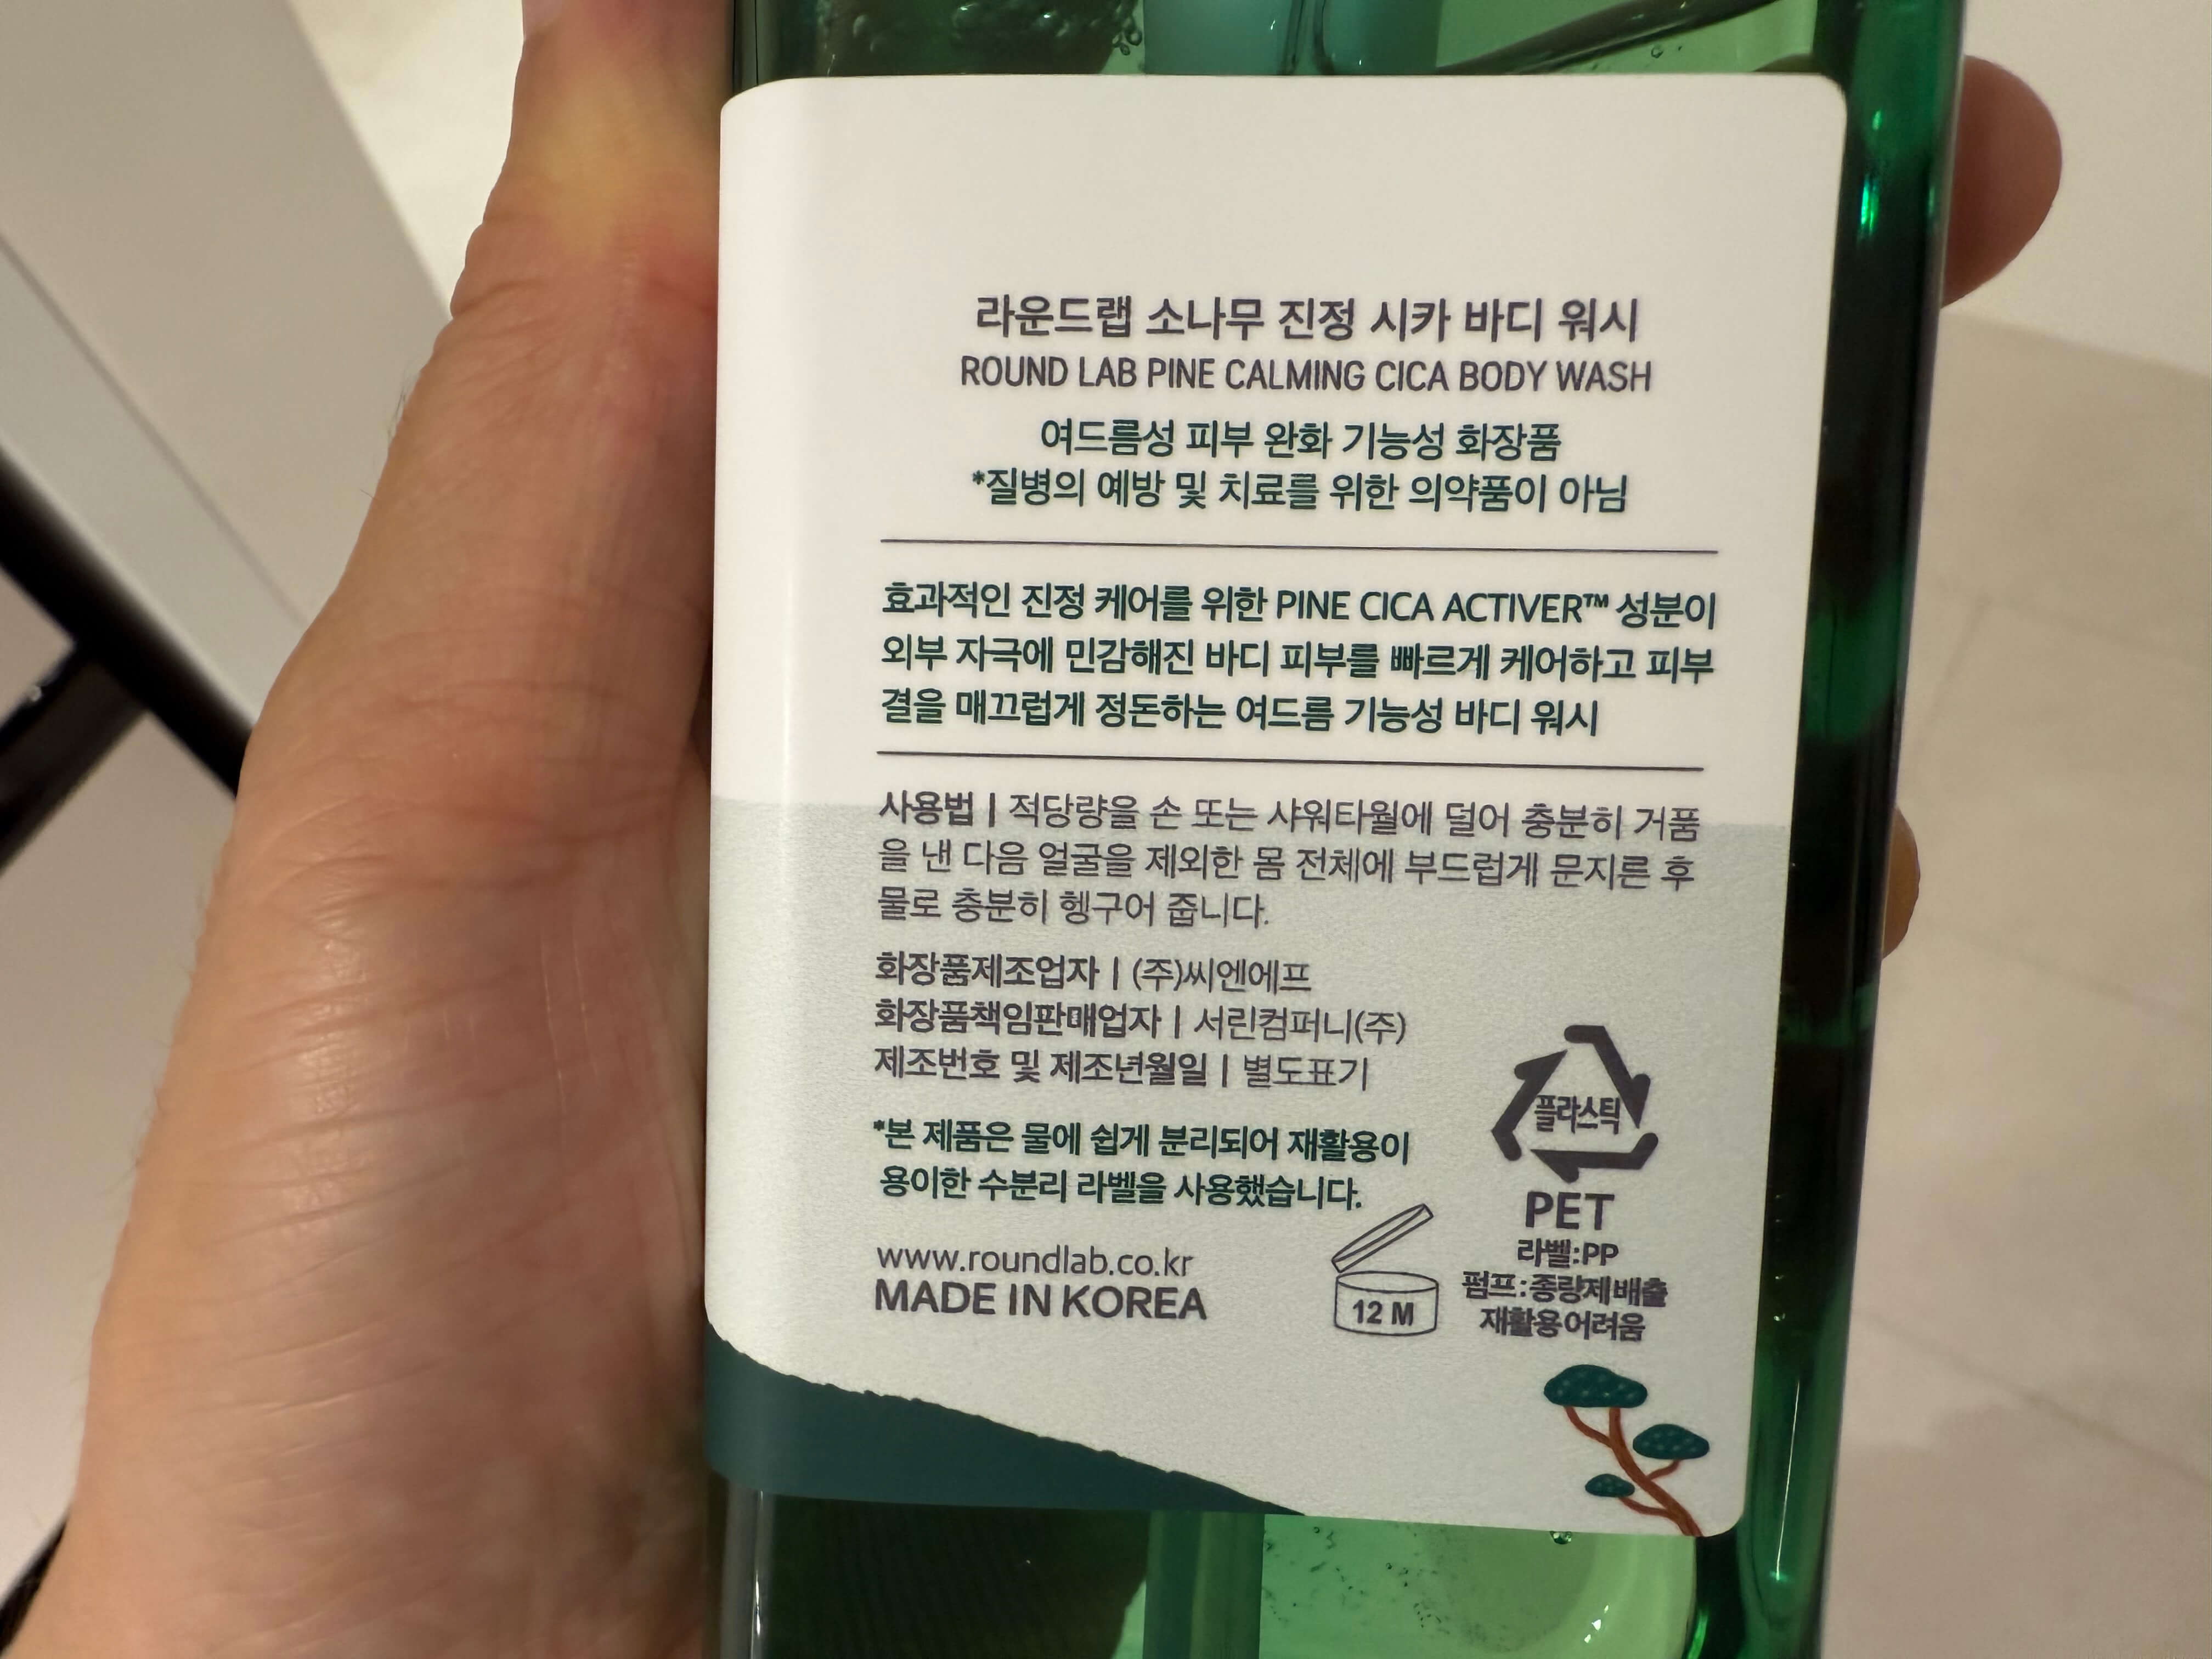 라운드랩 소나무 진정 시카 바디 워시
ROUND LAB PINE CALMING CICA BODY WASH
여드름성 피부 완화 기능성 화장품
*질병의 예방 및 치료를 위한 의약품이 아님
효과적인 진정 케어를 위한 PINE CICA ACTIVER™ 성분이
외부 자극에 민감해진 바디 피부를 빠르게 케어하고 피부
결을 매끄럽게 정돈하는 여드름 기능성 바디 워시
사용법 | 적당량을 손 또는 샤워타월에 덜어 충분히 거품
을 낸 다음 얼굴을 제외한 몸 전체에 부드럽게 문지른 후
물로 충분히 헹구어 줍니다.
화장품제조업자 | (주)씨엔에프
화장품책임판매업자 | 서린컴퍼니(주)
제조번호 및 제조년월일 | 별도표기
*본 제품은 물에 쉽게 분리되어 재활용이
용이한 수분리 라벨을 사용했습니다.
www.roundlab.co.kr
MADE IN KOREA
12 M
플라스틱
PET
라벨:PP
펌프:종량제배출
재활용어려움